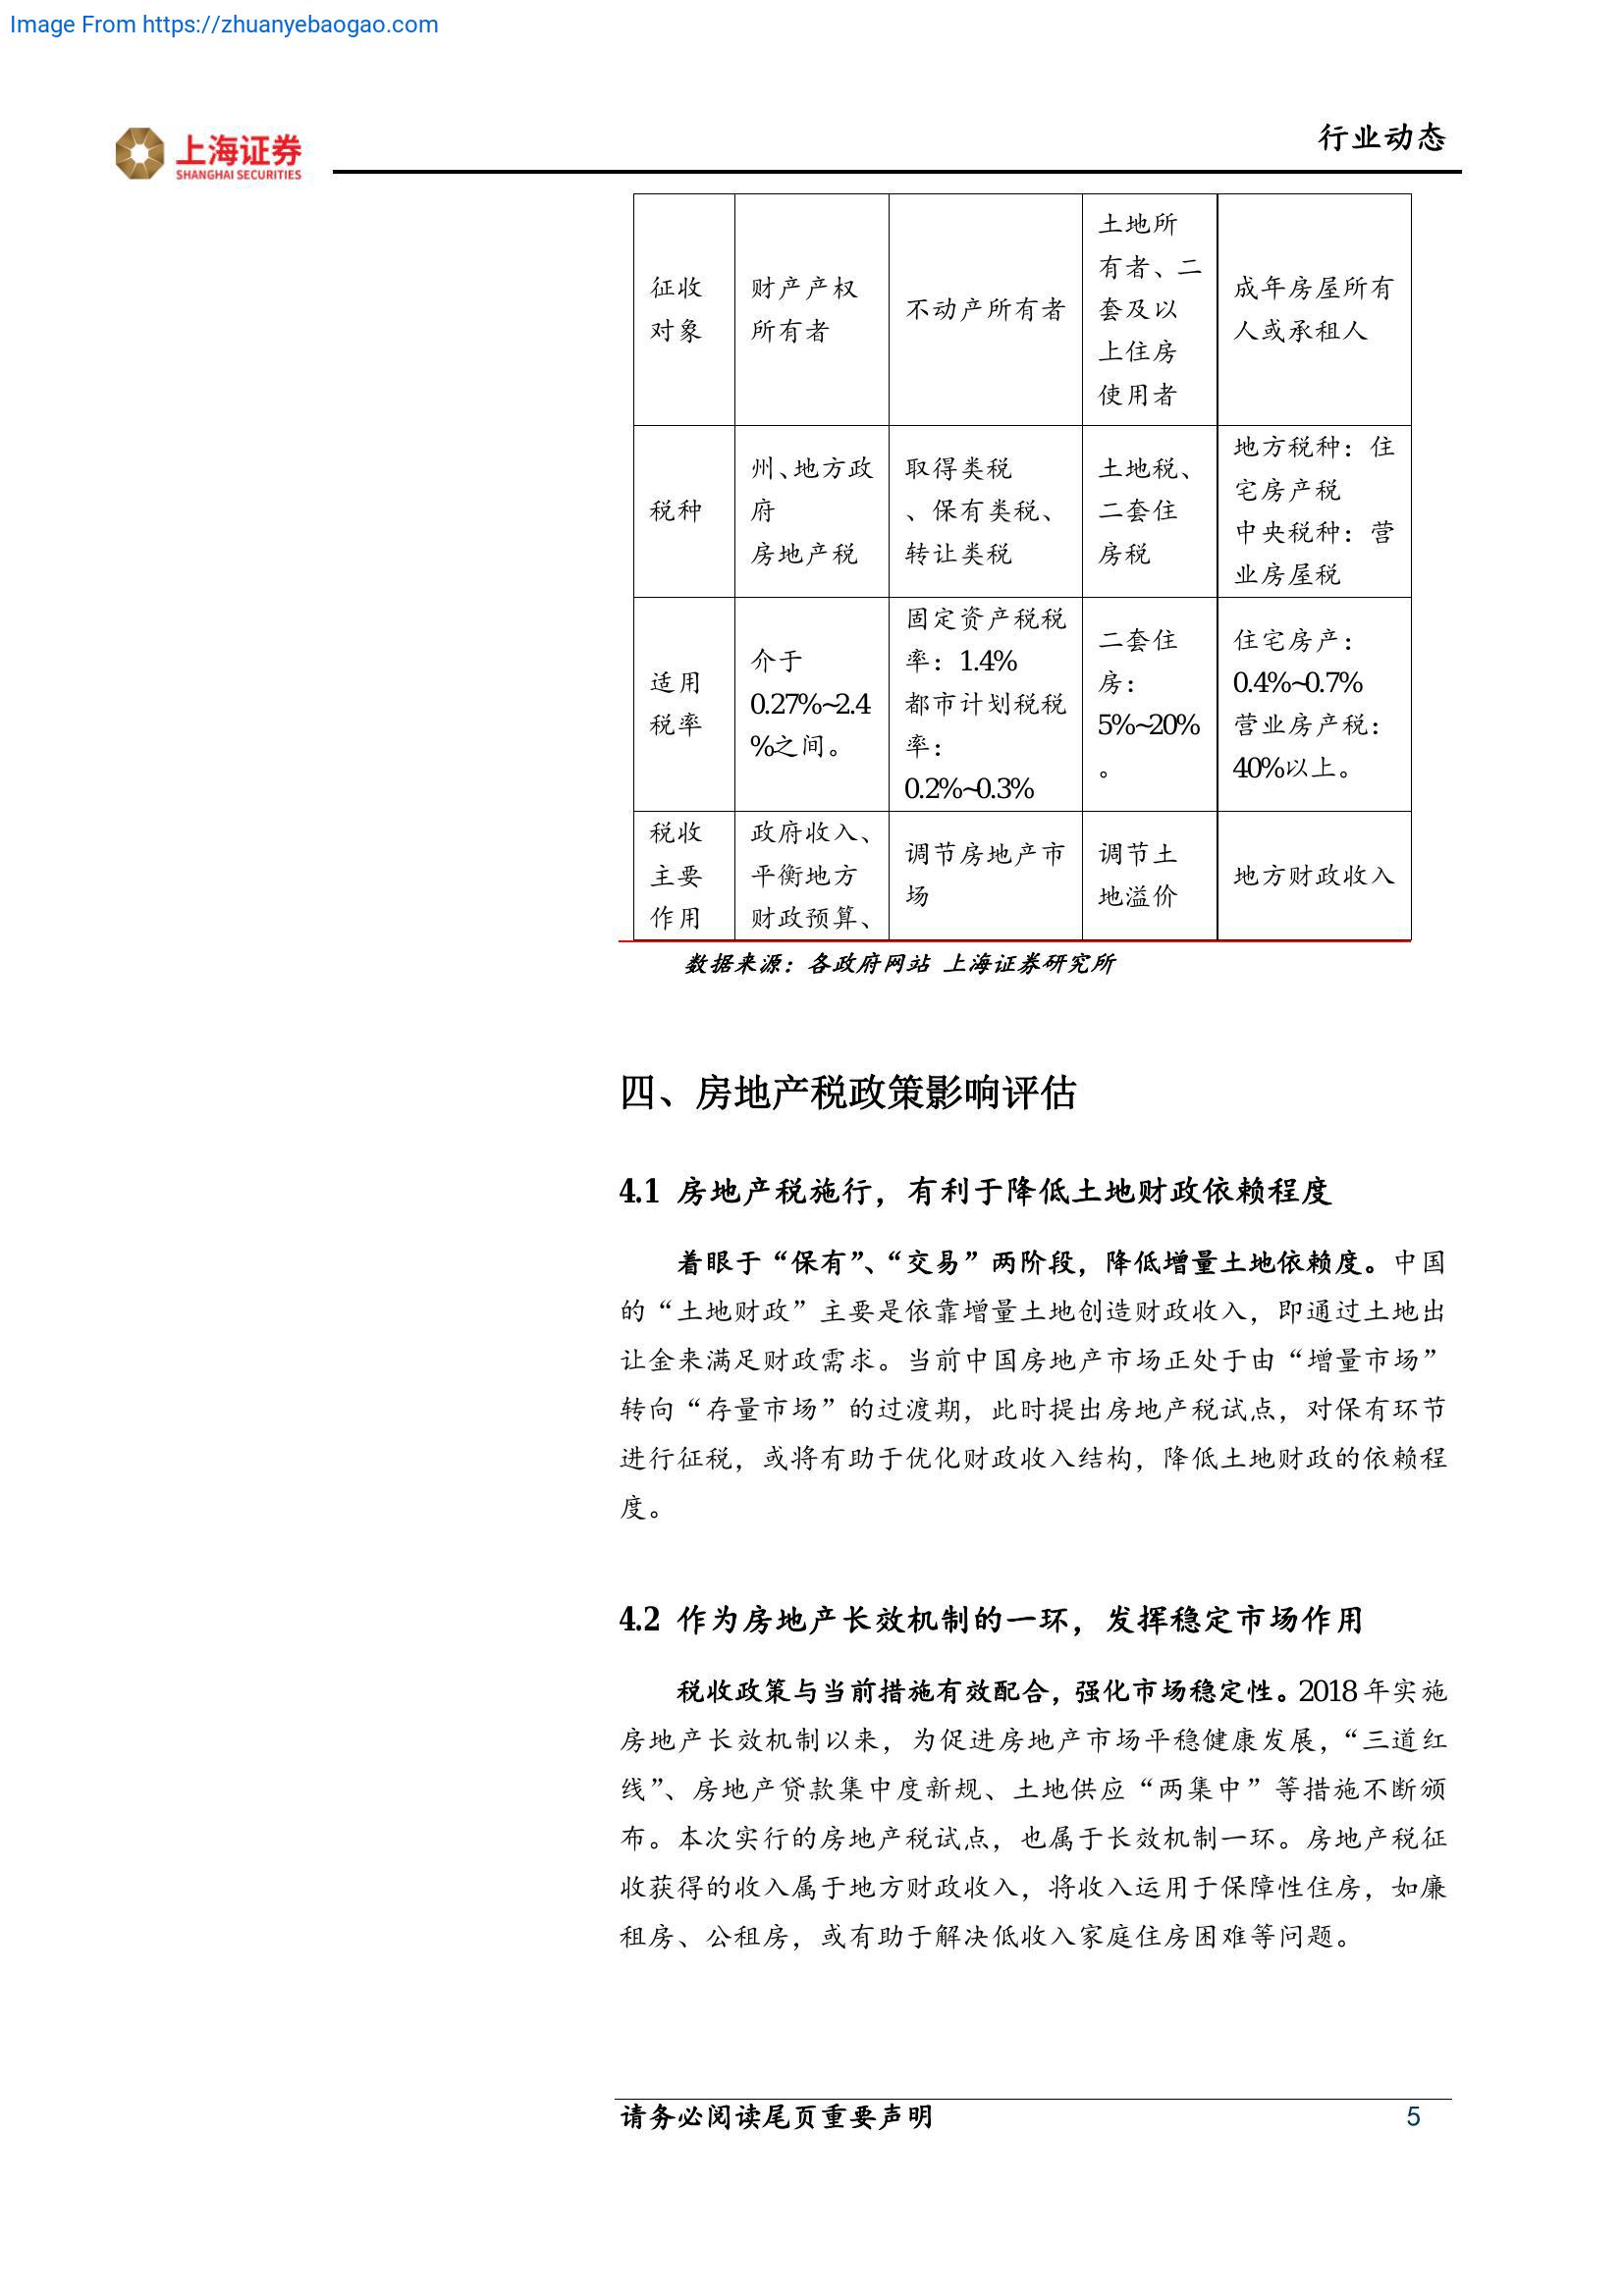 Image From https://zhuanyebaogao.com
上海证券
SHANGHAI SECURITIES
行业动态
征收
对象
财产产权
所有者
不动产所有者
土地所
有者、二
套及以
上住房
使用者
成年房屋所有
人或承租人
税种
州、地方政
府
房地产税
取得类税
、保有类税、
转让类税
土地税、
二套住
房税
地方税种：住
宅房产税
中央税种：营
业房屋税
适用
税率
介于
0.27%~2.4
%之间。
固定资产税税
率：1.4%
都市计划税税
率：
0.2%~0.3%
二套住
房：
5%~20%
。
住宅房产：
0.4%~0.7%
营业房产税：
40%以上。
税收
主要
作用
政府收入、
平衡地方
财政预算、
调节房地产市
场
调节土
地溢价
地方财政收入
数据来源：各政府网站 上海证券研究所
四、房地产税政策影响评估
4.1 房地产税施行，有利于降低土地财政依赖程度
着眼于“保有”、“交易”两阶段，降低增量土地依赖度。中国
的“土地财政”主要是依靠增量土地创造财政收入，即通过土地出
让金来满足财政需求。当前中国房地产市场正处于由“增量市场”
转向“存量市场”的过渡期，此时提出房地产税试点，对保有环节
进行征税，或将有助于优化财政收入结构，降低土地财政的依赖程
度。
4.2 作为房地产长效机制的一环，发挥稳定市场作用
税收政策与当前措施有效配合，强化市场稳定性。2018 年实施
房地产长效机制以来，为促进房地产市场平稳健康发展，“三道红
线”、房地产贷款集中度新规、土地供应“两集中”等措施不断颁
布。本次实行的房地产税试点，也属于长效机制一环。房地产税征
收获得的收入属于地方财政收入，将收入运用于保障性住房，如廉
租房、公租房，或有助于解决低收入家庭住房困难等问题。
请务必阅读尾页重要声明
5